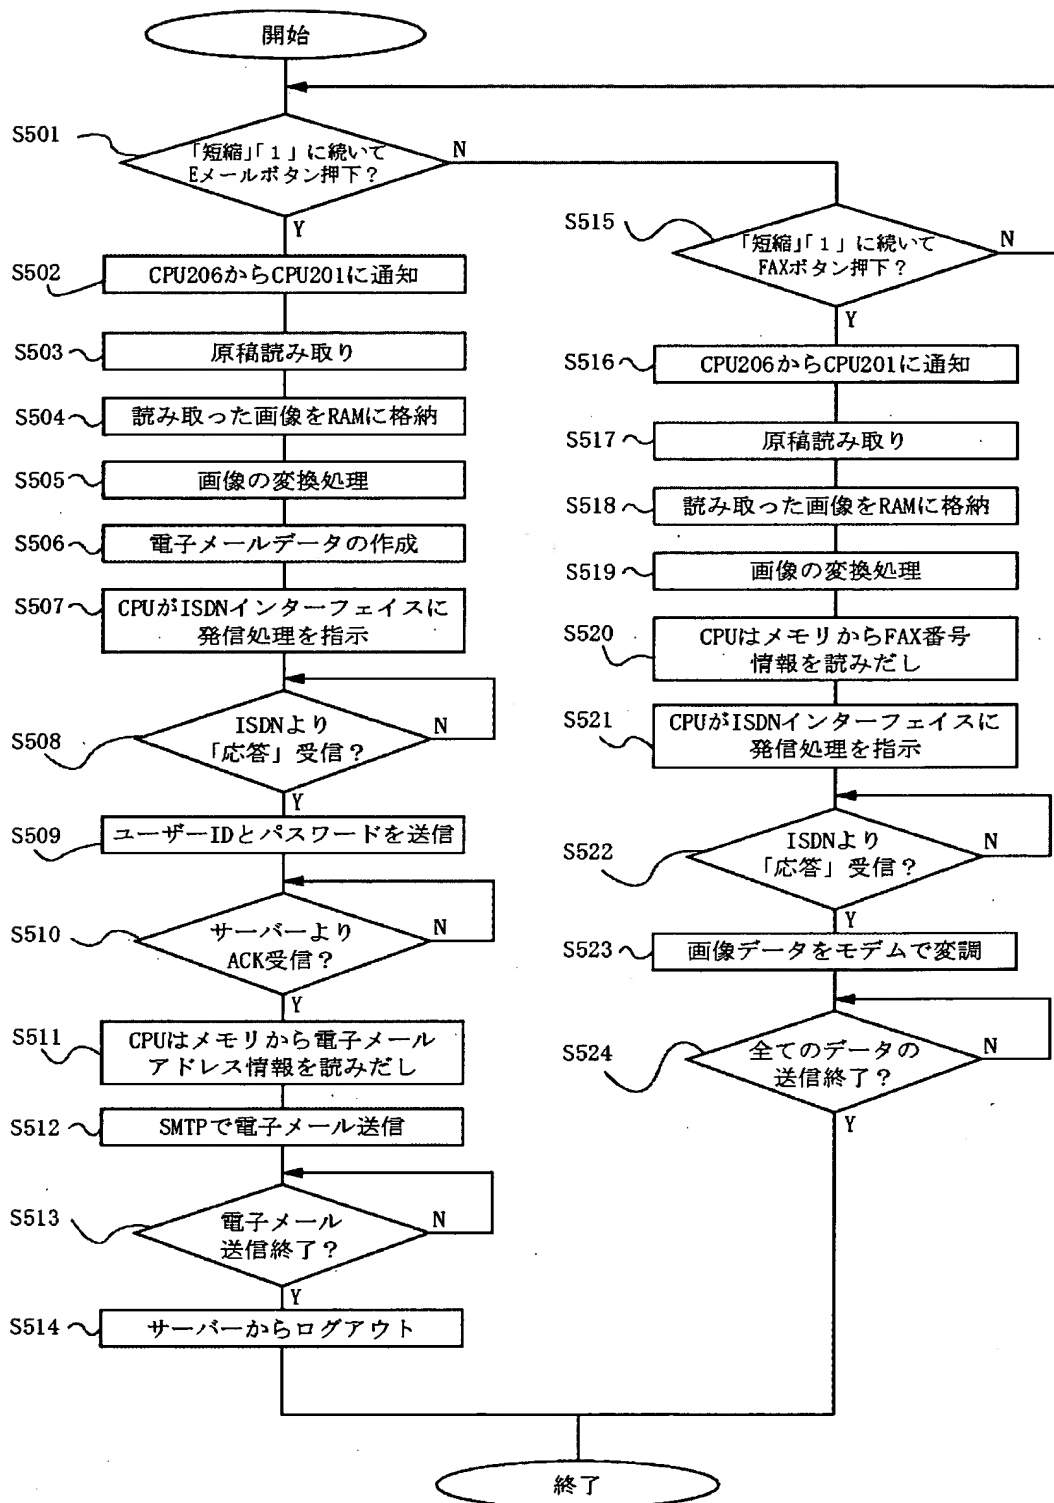 開始
S501
「短縮」「1」に続いて
Eメールボタン押下?
N
Y
S502
CPU206からCPU201に通知
S503
原稿読み取り
S504
読み取った画像をRAMに格納
S505
画像の変換処理
S506
電子メールデータの作成
S507
CPUがISDNインターフェイスに
発信処理を指示
S508
ISDNより
「応答」受信?
N
Y
S509
ユーザーIDとパスワードを送信
S510
サーバーより
ACK受信?
N
Y
S511
CPUはメモリから電子メール
アドレス情報を読みだし
S512
SMTPで電子メール送信
S513
電子メール
送信終了?
N
Y
S514
サーバーからログアウト
S515
「短縮」「1」に続いて
FAXボタン押下?
N
Y
S516
CPU206からCPU201に通知
S517
原稿読み取り
S518
読み取った画像をRAMに格納
S519
画像の変換処理
S520
CPUはメモリからFAX番号
情報を読みだし
S521
CPUがISDNインターフェイスに
発信処理を指示
S522
ISDNより
「応答」受信?
N
Y
S523
画像データをモデムで変調
S524
全てのデータの
送信終了?
N
Y
終了